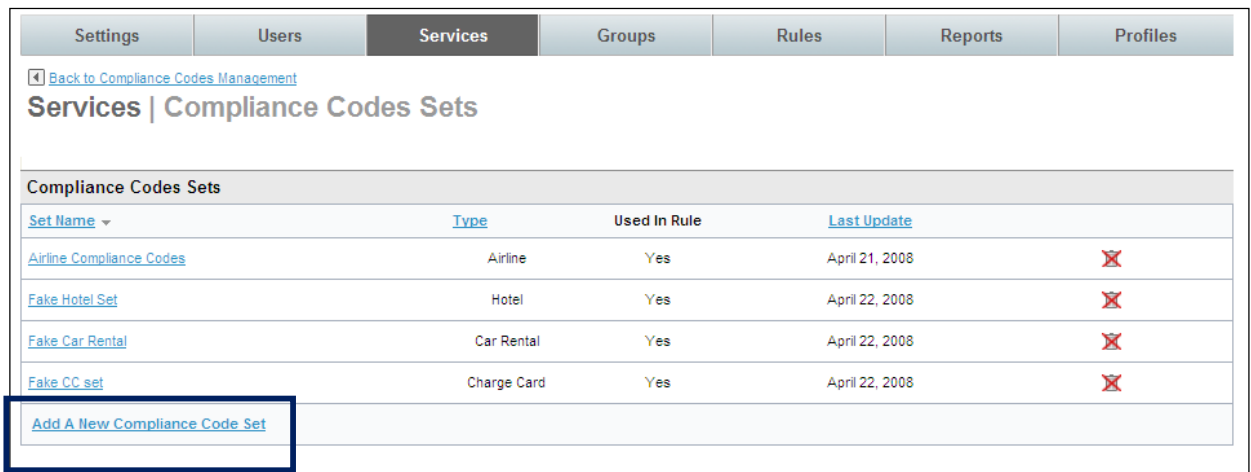 Settings Users Services Groups Rules Reports Profiles
Back to Compliance Codes Management
Services | Compliance Codes Sets
Compliance Codes Sets
Set Name Type Used In Rule Last Update
Airline Compliance Codes Airline Yes April 21, 2008
Fake Hotel Set Hotel Yes April 22, 2008
Fake Car Rental Car Rental Yes April 22, 2008
Fake CC set Charge Card Yes April 22, 2008
Add A New Compliance Code Set